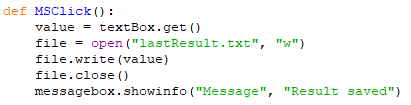 def MSClick():
    value = textBox.get()
    file = open("lastResult.txt", "w")
    file.write(value)
    file.close()
    messagebox.showinfo("Message", "Result saved")